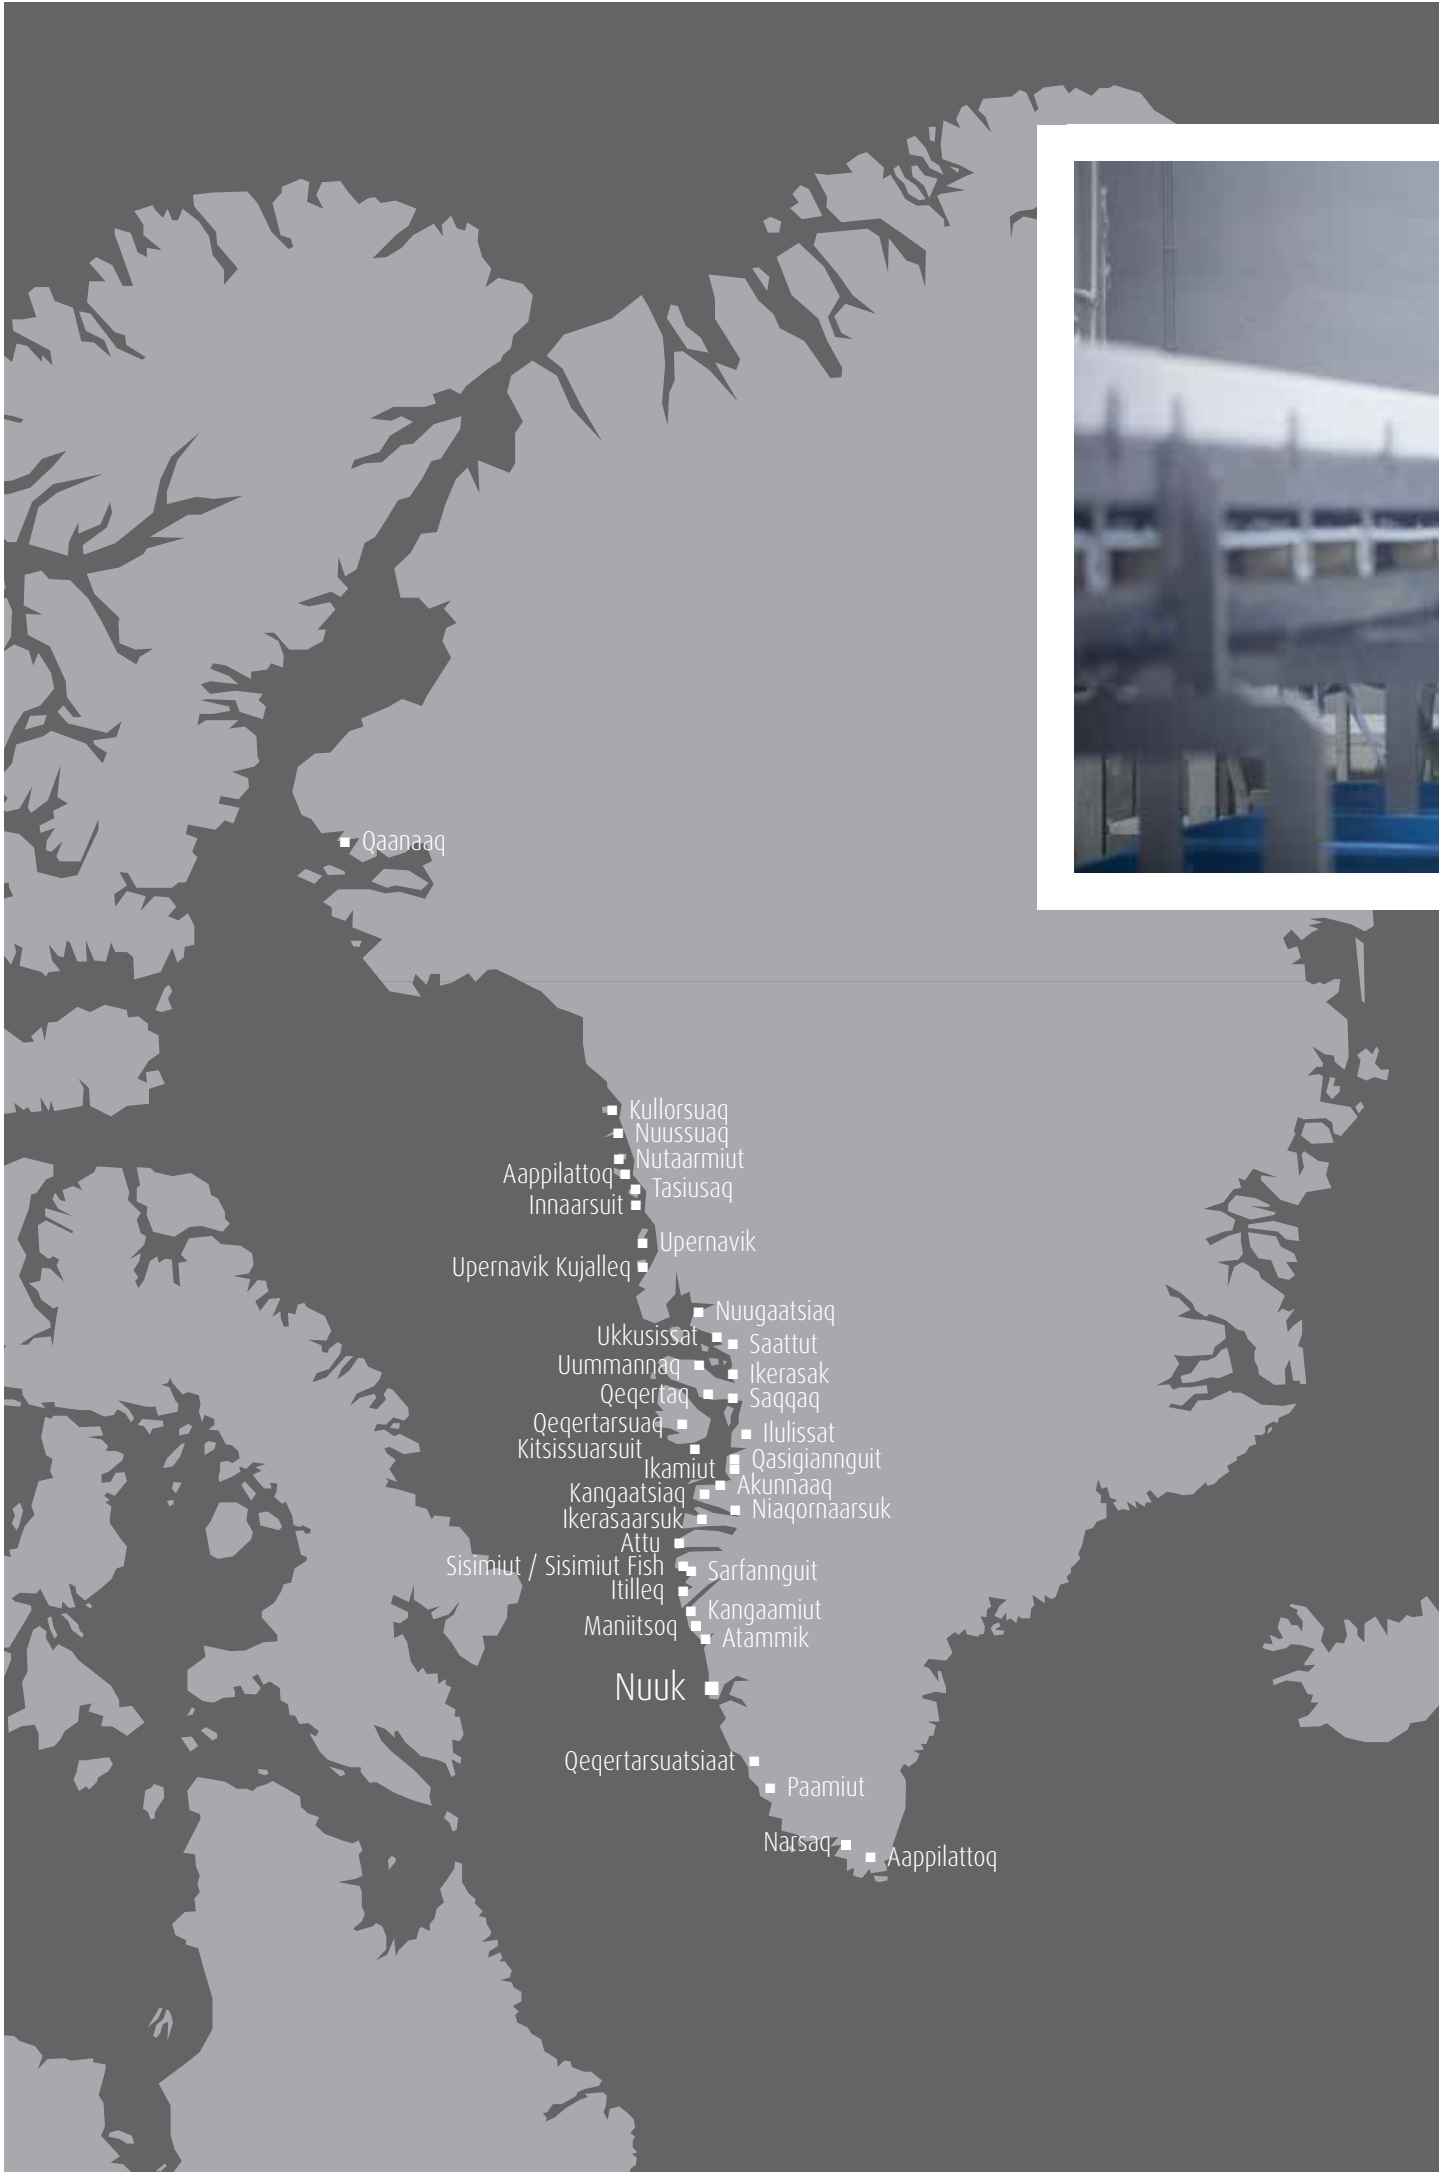 Qaanaaq
Kullorsuaq
Nuussuaq
Nutaarmiut
Aappilattoq
Tasiusaq
Innaarsuit
Upernavik
Upernavik Kujalleq
Nuugaatsiaq
Ukkusissat
Saattut
Uummannaq
Ikerasak
Qeqertaq
Saqqaq
Qeqertarsuaq
Ilulissat
Kitsissuarsuit
Qasigiannguit
Ikamiut
Akunnaaq
Kangaatsiaq
Niaqornaarsuk
Ikerasaarsuk
Attu
Sisimiut / Sisimiut Fish
Sarfannguit
Itilleq
Kangaamiut
Maniitsoq
Atammik
Nuuk
Qeqertarsuatsiaat
Paamiut
Narsaq
Aappilattoq